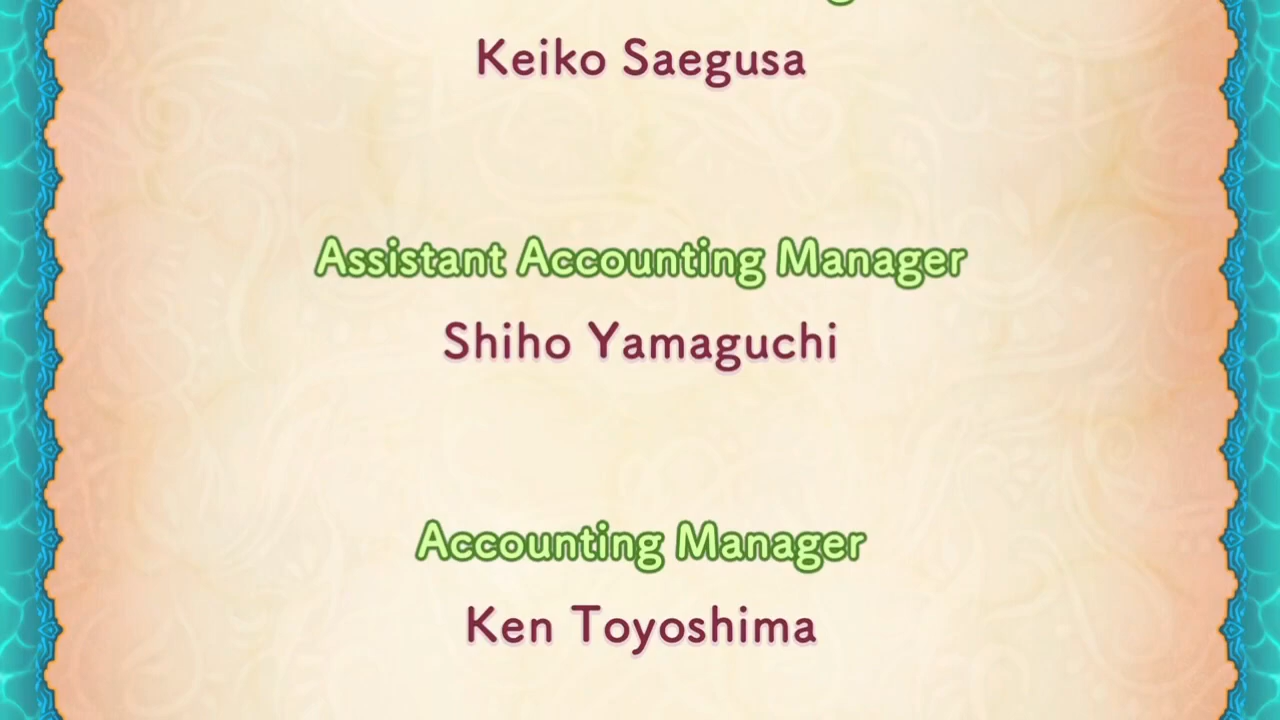 Keiko Saegusa
Assistant Accounting Manager
Shiho Yamaguchi
Accounting Manager
Ken Toyoshima